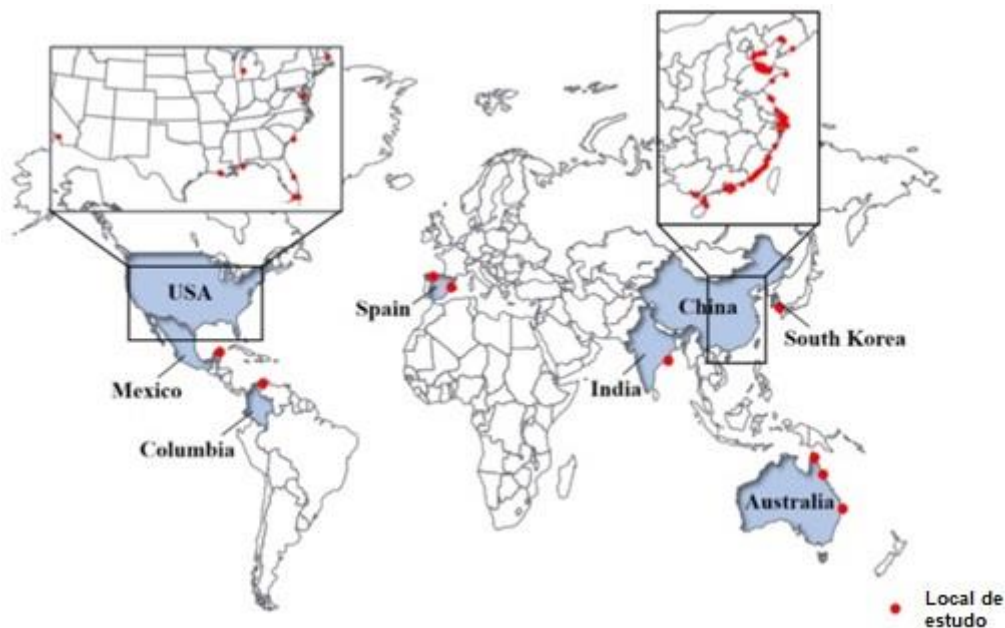 USA
Spain
China
South Korea
Mexico
India
Columbia
Australia
Local de
estudo